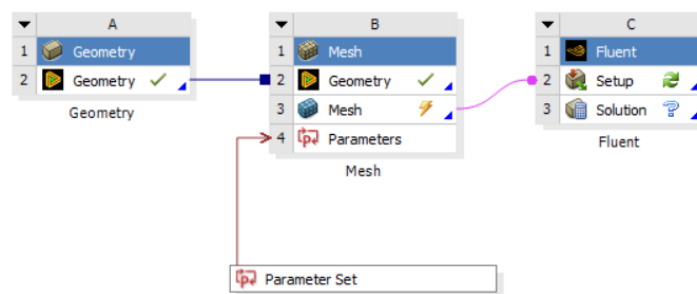 A
1 Geometry
2 Geometry
Geometry
B
1 Mesh
2 Geometry
3 Mesh
4 Parameters
Mesh
C
1 Fluent
2 Setup
3 Solution
Fluent
Parameter Set